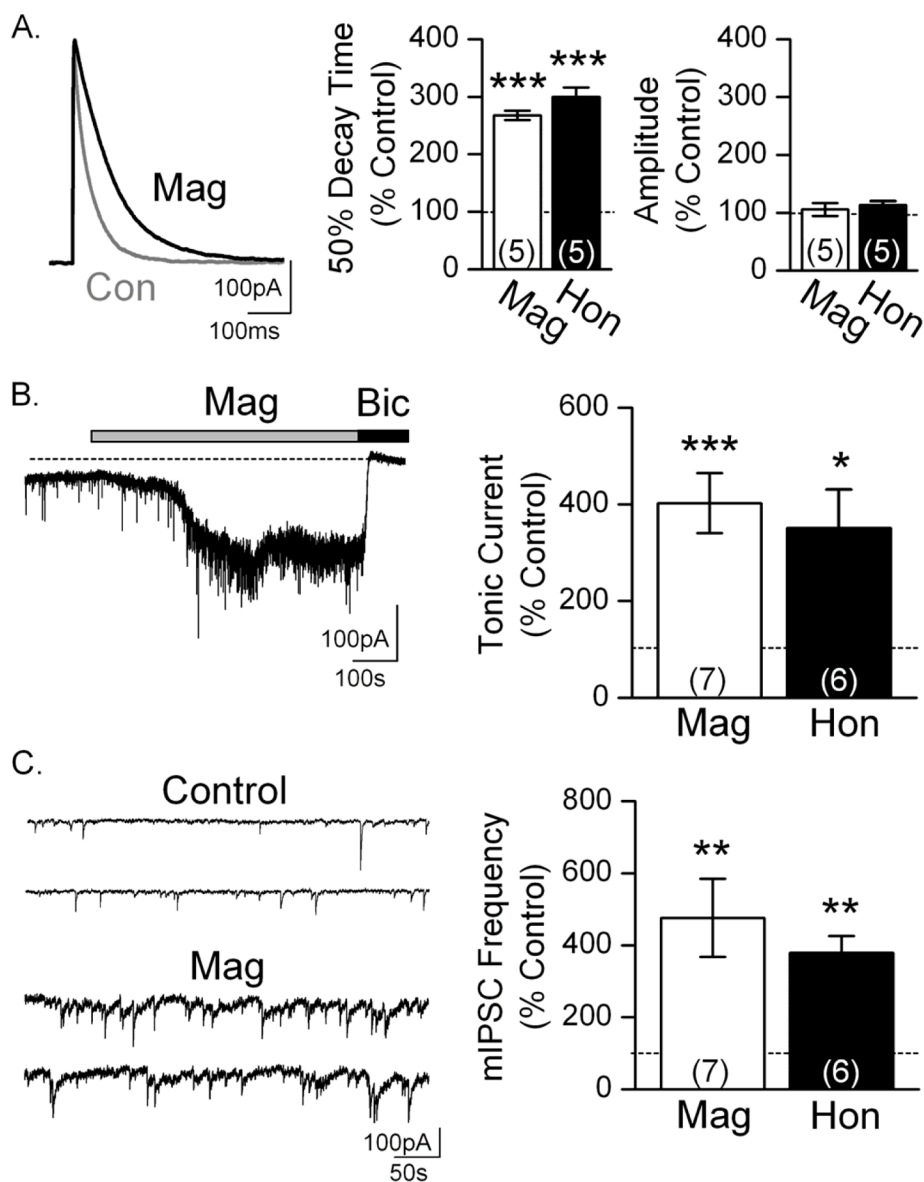 A.
Mag
Con
100pA
100ms
50% Decay Time
(% Control)
400
300
200
100
0
***
***
(5)
(5)
Mag
Hon
Amplitude
(% Control)
400
300
200
100
0
(5)
(5)
Mag
Hon
B.
Mag
Bic
100pA
100s
Tonic Current
(% Control)
600
400
200
0
***
*
(7)
(6)
Mag
Hon
C.
Control
Mag
100pA
50s
mIPSC Frequency
(% Control)
800
600
400
200
0
**
**
(7)
(6)
Mag
Hon